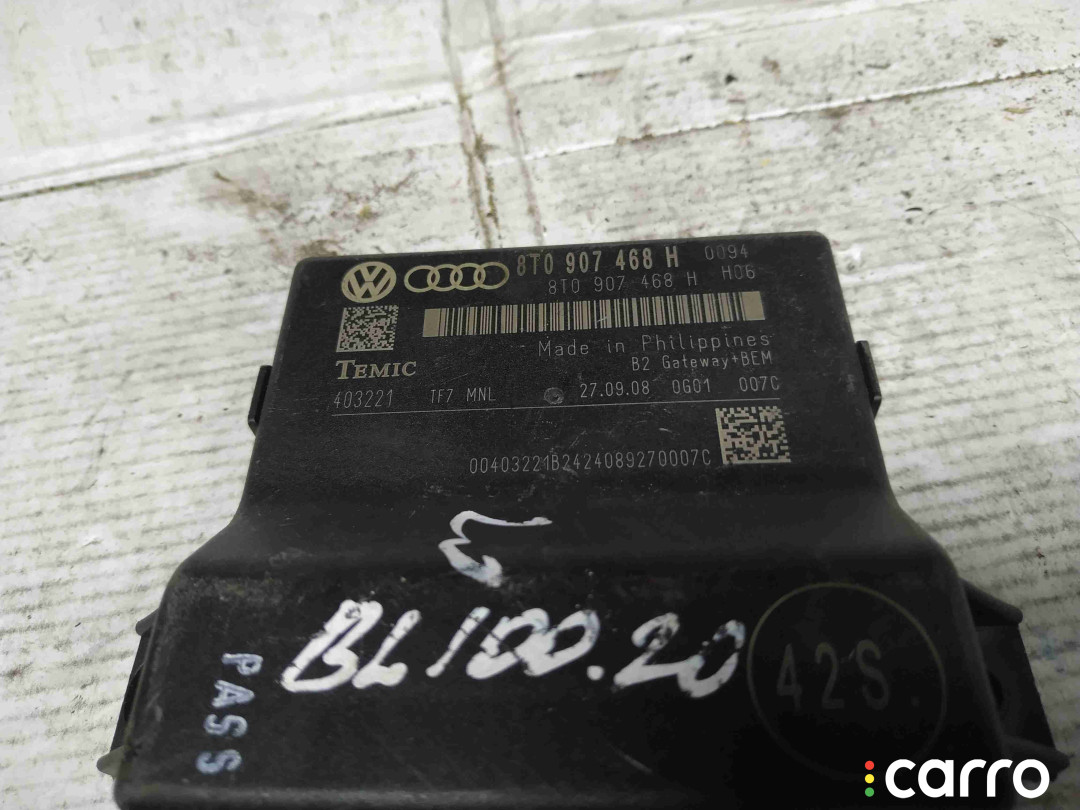 8T0 907 468 H 0094
8T0 907 468 H H06
Made in Philippines
B2 Gateway+BEM
TEMIC
403221 TF7 MNL 27.09.08 0G01 007C
00403221B2424089270007C
BL100.20
42S.
PASS
carro